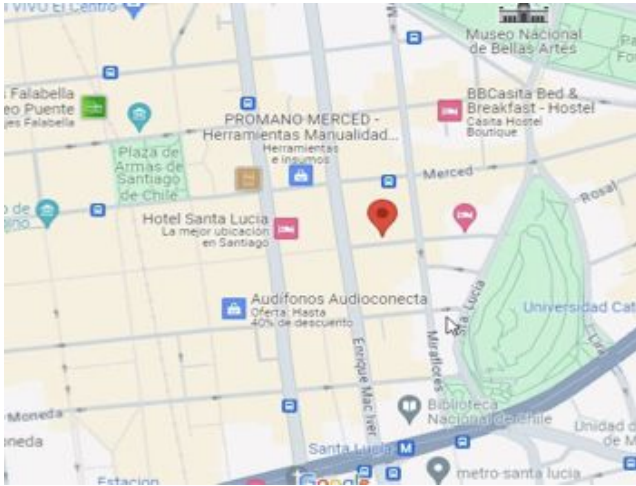 VIVO El Centro
Museo Nacional
de Bellas Artes
Falabella
Puente
Falabella
BBCasita Bed &
Breakfast - Hostel
Casita Hostel
Boutique
PROMANO MERCED -
Herramientas Manualidad...
Herramientas
e insumos
Plaza de
Armas de
Santiago
de Chile
Merced
Rosal
Hotel Santa Lucia
La mejor ubicación
en Santiago
Audífonos Audioconecta
Oferta: Hasta
40% de descuento
Sta. Lucia
Universidad Cat
Enrique Mac Iver
Miraflores
Moneda
Biblioteca
Nacional de Chile
Santa Lucía
M
Unidad d
de M
Estacion
Google
metro santa lucia